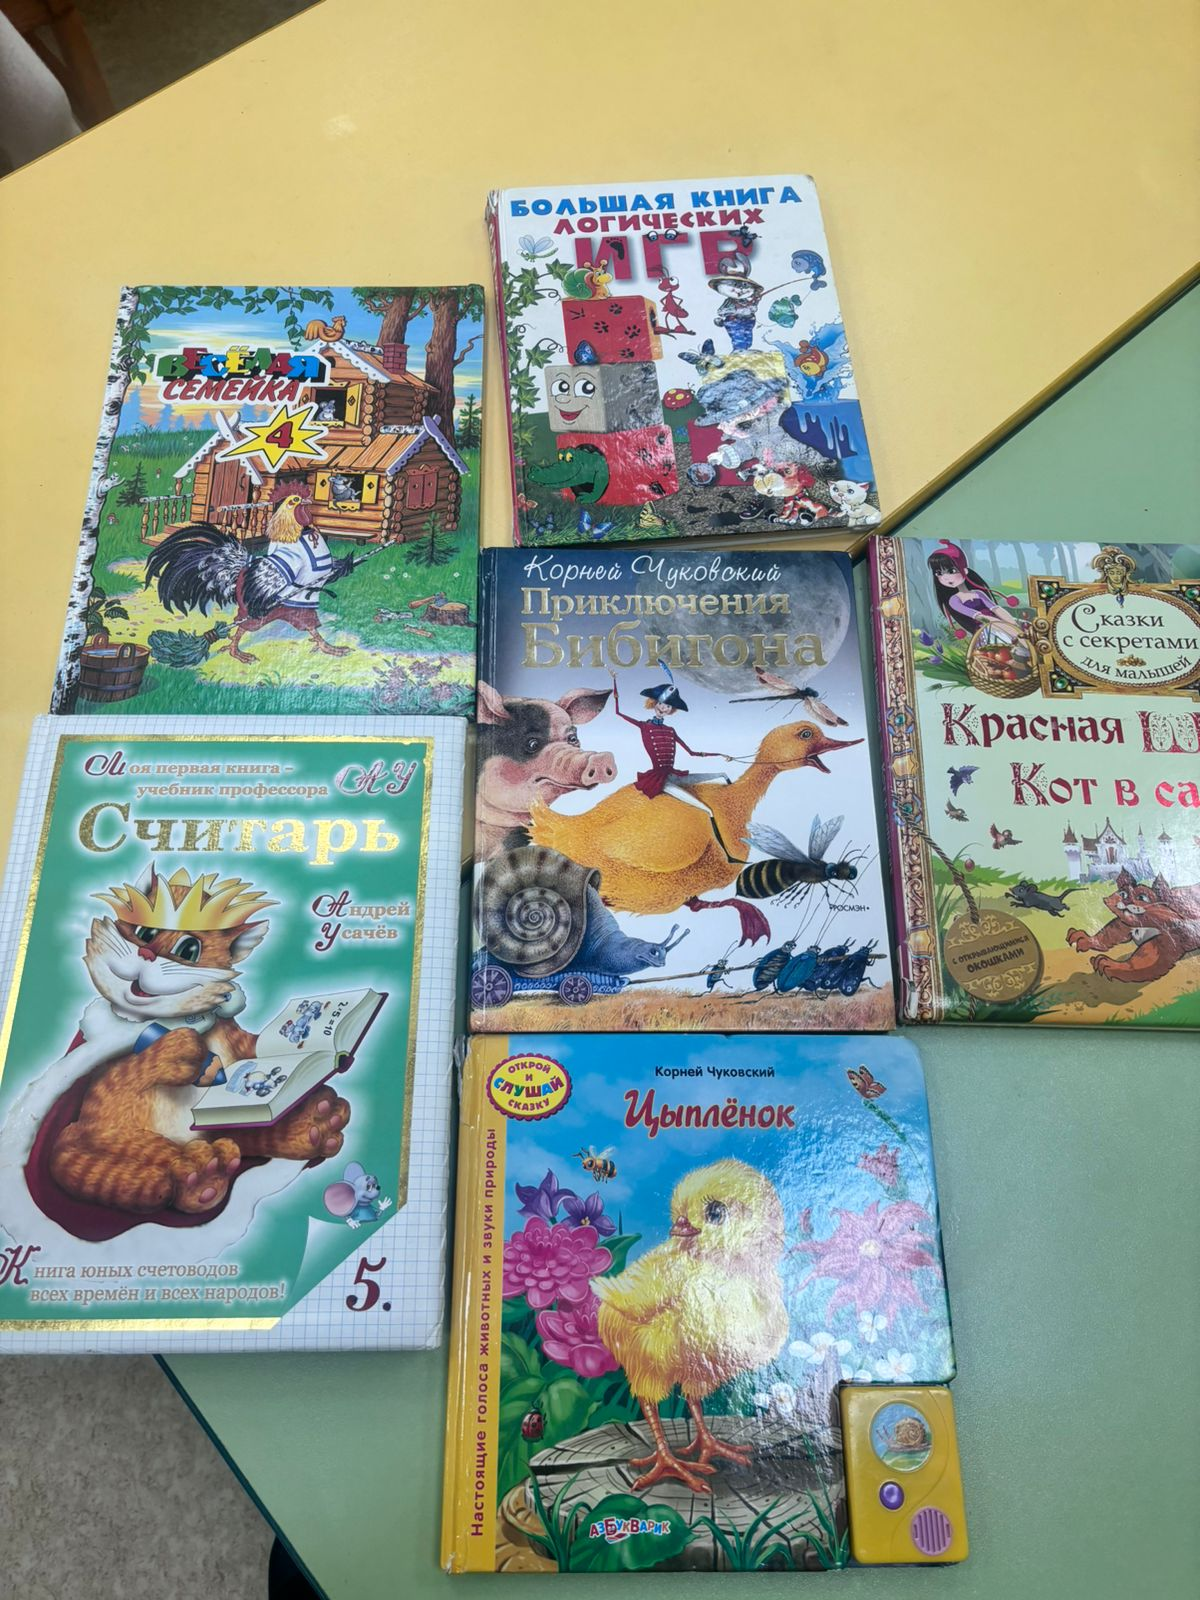 БОЛЬШАЯ КНИГА
ЛОГИЧЕСКИХ
ИГР
ВЕСЁЛАЯ
СЕМЕЙКА
4
Корней Чуковский
Приключения
Бибигона
РОСМЭН
Сказки
с секретами
для малышей
Красная Ш
Кот в са
С ОТКРЫВАЮЩИМИСЯ
ОКОШКАМИ
Моя первая книга –
учебник профессора АУ
Считарь
Андрей
Усачёв
2×5=10
Книга юных счетоводов
всех времён и всех народов!
5.
ОТКРОЙ
И
СЛУШАЙ
СКАЗКУ
Корней Чуковский
Цыплёнок
Настоящие голоса животных и звуки природы
АЗБУКВАРИК